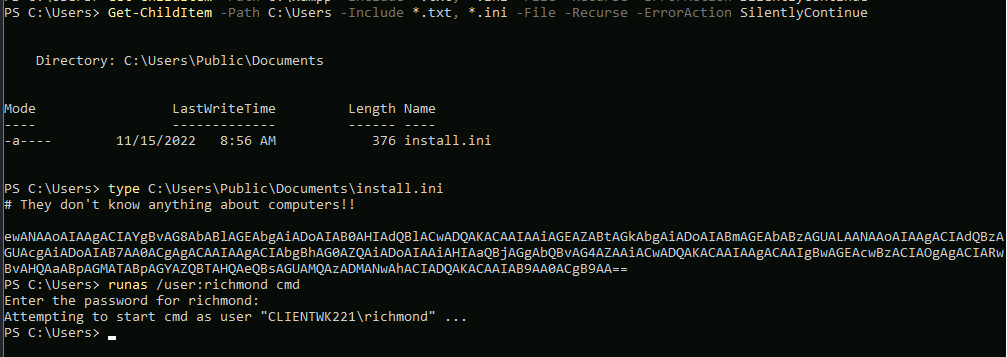 PS C:\Users> Get-ChildItem -Path C:\Users -Include *.txt, *.ini -File -Recurse -ErrorAction SilentlyContinue
Directory: C:\Users\Public\Documents
Mode LastWriteTime Length Name
---- ------------- ------ ----
-a---- 11/15/2022 8:56 AM 376 install.ini
PS C:\Users> type C:\Users\Public\Documents\install.ini
# They don't know anything about computers!!
ewANAAoAIAAgACIAYgBvAG8AbABlAGEAbgAiADoAIAB0AHIAdQBlACwADQAKACAAIAAiAGEAZABtAGkAbgAiADoAIABmAGEAbABzAGUALAANAAoAIAAgACIAdQBzA
GUAcgAiADoAIAB7AA0ACgAgACAAIAAgACIAbgBhAG0AZQAiADoAIAAiAHIAaQBjAGgAbQBvAG4AZAAiACwADQAKACAAIAAgACAAIgBwAGEAcwBzACIAOgAgACIARw
BvAHQAaABpAGMATABpAGYAZQBTAHQAeQBsAGUAMQAzADMANwAhACIADQAKACAAIAB9AA0ACgB9AA==
PS C:\Users> runas /user:richmond cmd
Enter the password for richmond:
Attempting to start cmd as user "CLIENTWK221\richmond" ...
PS C:\Users>